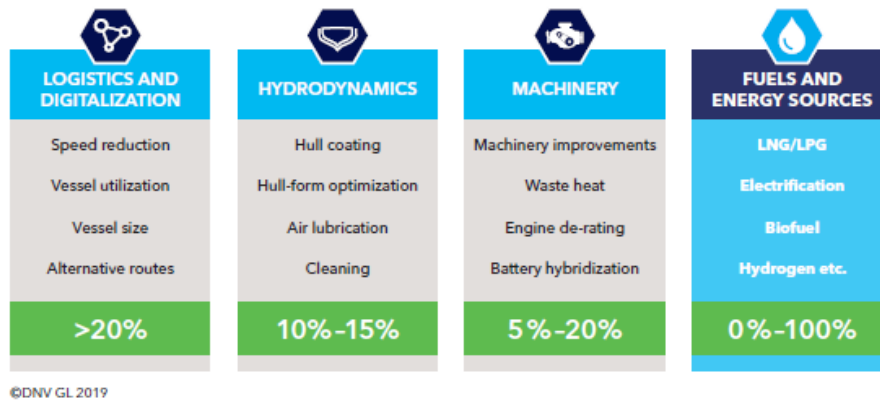 LOGISTICS AND
DIGITALIZATION
Speed reduction
Vessel utilization
Vessel size
Alternative routes
>20%
HYDRODYNAMICS
Hull coating
Hull-form optimization
Air lubrication
Cleaning
10%-15%
MACHINERY
Machinery improvements
Waste heat
Engine de-rating
Battery hybridization
5%-20%
FUELS AND
ENERGY SOURCES
LNG/LPG
Electrification
Biofuel
Hydrogen etc.
0%-100%
©DNV GL 2019